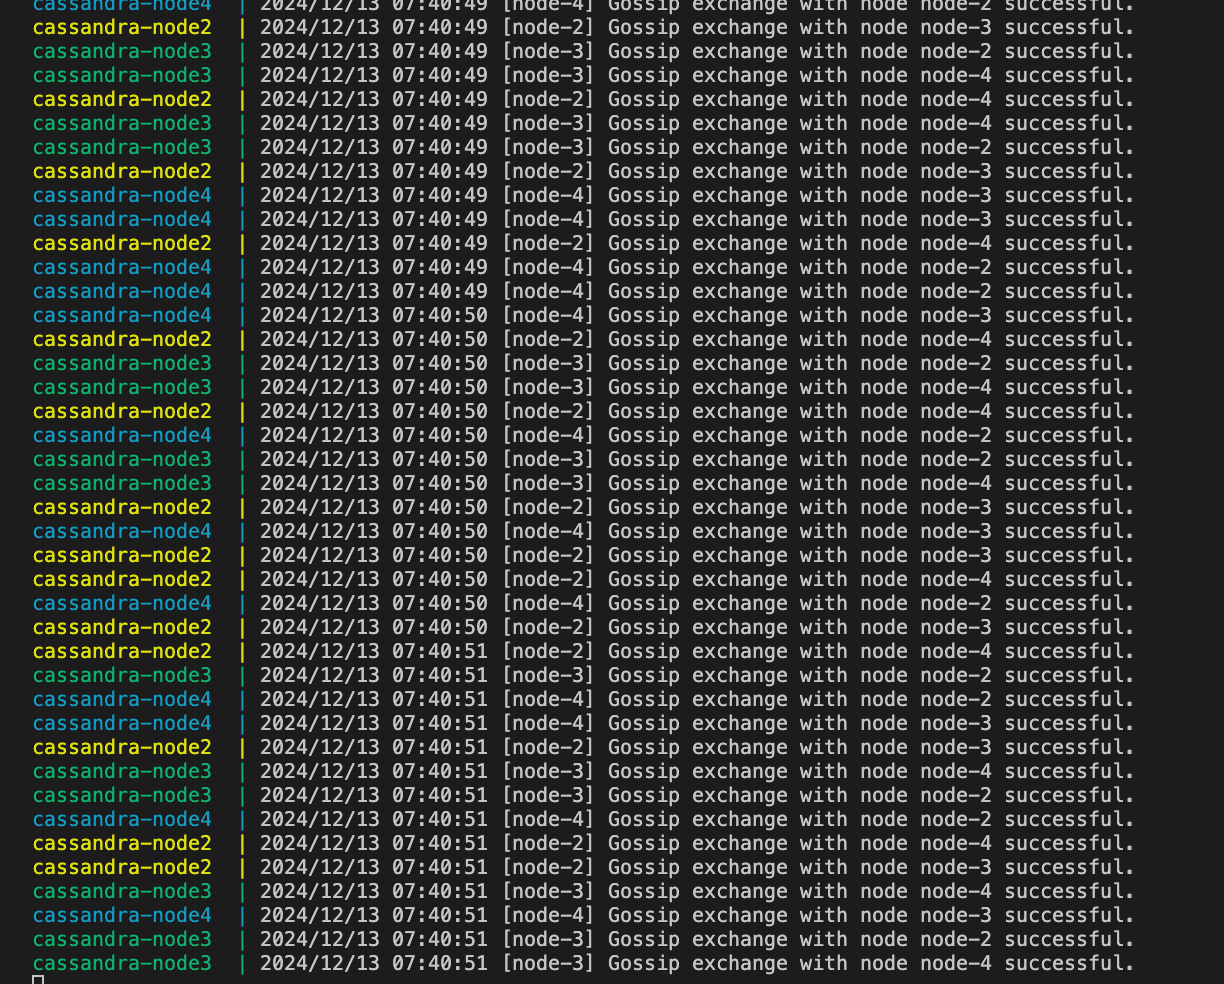 cassandra-node4 | 2024/12/13 07:40:49 [node-4] Gossip exchange with node node-2 successful.
cassandra-node2 | 2024/12/13 07:40:49 [node-2] Gossip exchange with node node-3 successful.
cassandra-node3 | 2024/12/13 07:40:49 [node-3] Gossip exchange with node node-2 successful.
cassandra-node3 | 2024/12/13 07:40:49 [node-3] Gossip exchange with node node-4 successful.
cassandra-node2 | 2024/12/13 07:40:49 [node-2] Gossip exchange with node node-4 successful.
cassandra-node3 | 2024/12/13 07:40:49 [node-3] Gossip exchange with node node-4 successful.
cassandra-node3 | 2024/12/13 07:40:49 [node-3] Gossip exchange with node node-2 successful.
cassandra-node2 | 2024/12/13 07:40:49 [node-2] Gossip exchange with node node-3 successful.
cassandra-node4 | 2024/12/13 07:40:49 [node-4] Gossip exchange with node node-3 successful.
cassandra-node4 | 2024/12/13 07:40:49 [node-4] Gossip exchange with node node-3 successful.
cassandra-node2 | 2024/12/13 07:40:49 [node-2] Gossip exchange with node node-4 successful.
cassandra-node4 | 2024/12/13 07:40:49 [node-4] Gossip exchange with node node-2 successful.
cassandra-node4 | 2024/12/13 07:40:49 [node-4] Gossip exchange with node node-2 successful.
cassandra-node4 | 2024/12/13 07:40:50 [node-4] Gossip exchange with node node-3 successful.
cassandra-node2 | 2024/12/13 07:40:50 [node-2] Gossip exchange with node node-4 successful.
cassandra-node3 | 2024/12/13 07:40:50 [node-3] Gossip exchange with node node-2 successful.
cassandra-node3 | 2024/12/13 07:40:50 [node-3] Gossip exchange with node node-4 successful.
cassandra-node2 | 2024/12/13 07:40:50 [node-2] Gossip exchange with node node-4 successful.
cassandra-node4 | 2024/12/13 07:40:50 [node-4] Gossip exchange with node node-2 successful.
cassandra-node3 | 2024/12/13 07:40:50 [node-3] Gossip exchange with node node-2 successful.
cassandra-node3 | 2024/12/13 07:40:50 [node-3] Gossip exchange with node node-4 successful.
cassandra-node2 | 2024/12/13 07:40:50 [node-2] Gossip exchange with node node-3 successful.
cassandra-node4 | 2024/12/13 07:40:50 [node-4] Gossip exchange with node node-3 successful.
cassandra-node2 | 2024/12/13 07:40:50 [node-2] Gossip exchange with node node-3 successful.
cassandra-node2 | 2024/12/13 07:40:50 [node-2] Gossip exchange with node node-4 successful.
cassandra-node4 | 2024/12/13 07:40:50 [node-4] Gossip exchange with node node-2 successful.
cassandra-node2 | 2024/12/13 07:40:50 [node-2] Gossip exchange with node node-3 successful.
cassandra-node2 | 2024/12/13 07:40:51 [node-2] Gossip exchange with node node-4 successful.
cassandra-node3 | 2024/12/13 07:40:51 [node-3] Gossip exchange with node node-2 successful.
cassandra-node4 | 2024/12/13 07:40:51 [node-4] Gossip exchange with node node-2 successful.
cassandra-node4 | 2024/12/13 07:40:51 [node-4] Gossip exchange with node node-3 successful.
cassandra-node2 | 2024/12/13 07:40:51 [node-2] Gossip exchange with node node-3 successful.
cassandra-node3 | 2024/12/13 07:40:51 [node-3] Gossip exchange with node node-4 successful.
cassandra-node3 | 2024/12/13 07:40:51 [node-3] Gossip exchange with node node-2 successful.
cassandra-node4 | 2024/12/13 07:40:51 [node-4] Gossip exchange with node node-2 successful.
cassandra-node2 | 2024/12/13 07:40:51 [node-2] Gossip exchange with node node-4 successful.
cassandra-node2 | 2024/12/13 07:40:51 [node-2] Gossip exchange with node node-3 successful.
cassandra-node3 | 2024/12/13 07:40:51 [node-3] Gossip exchange with node node-4 successful.
cassandra-node4 | 2024/12/13 07:40:51 [node-4] Gossip exchange with node node-3 successful.
cassandra-node3 | 2024/12/13 07:40:51 [node-3] Gossip exchange with node node-2 successful.
cassandra-node3 | 2024/12/13 07:40:51 [node-3] Gossip exchange with node node-4 successful.